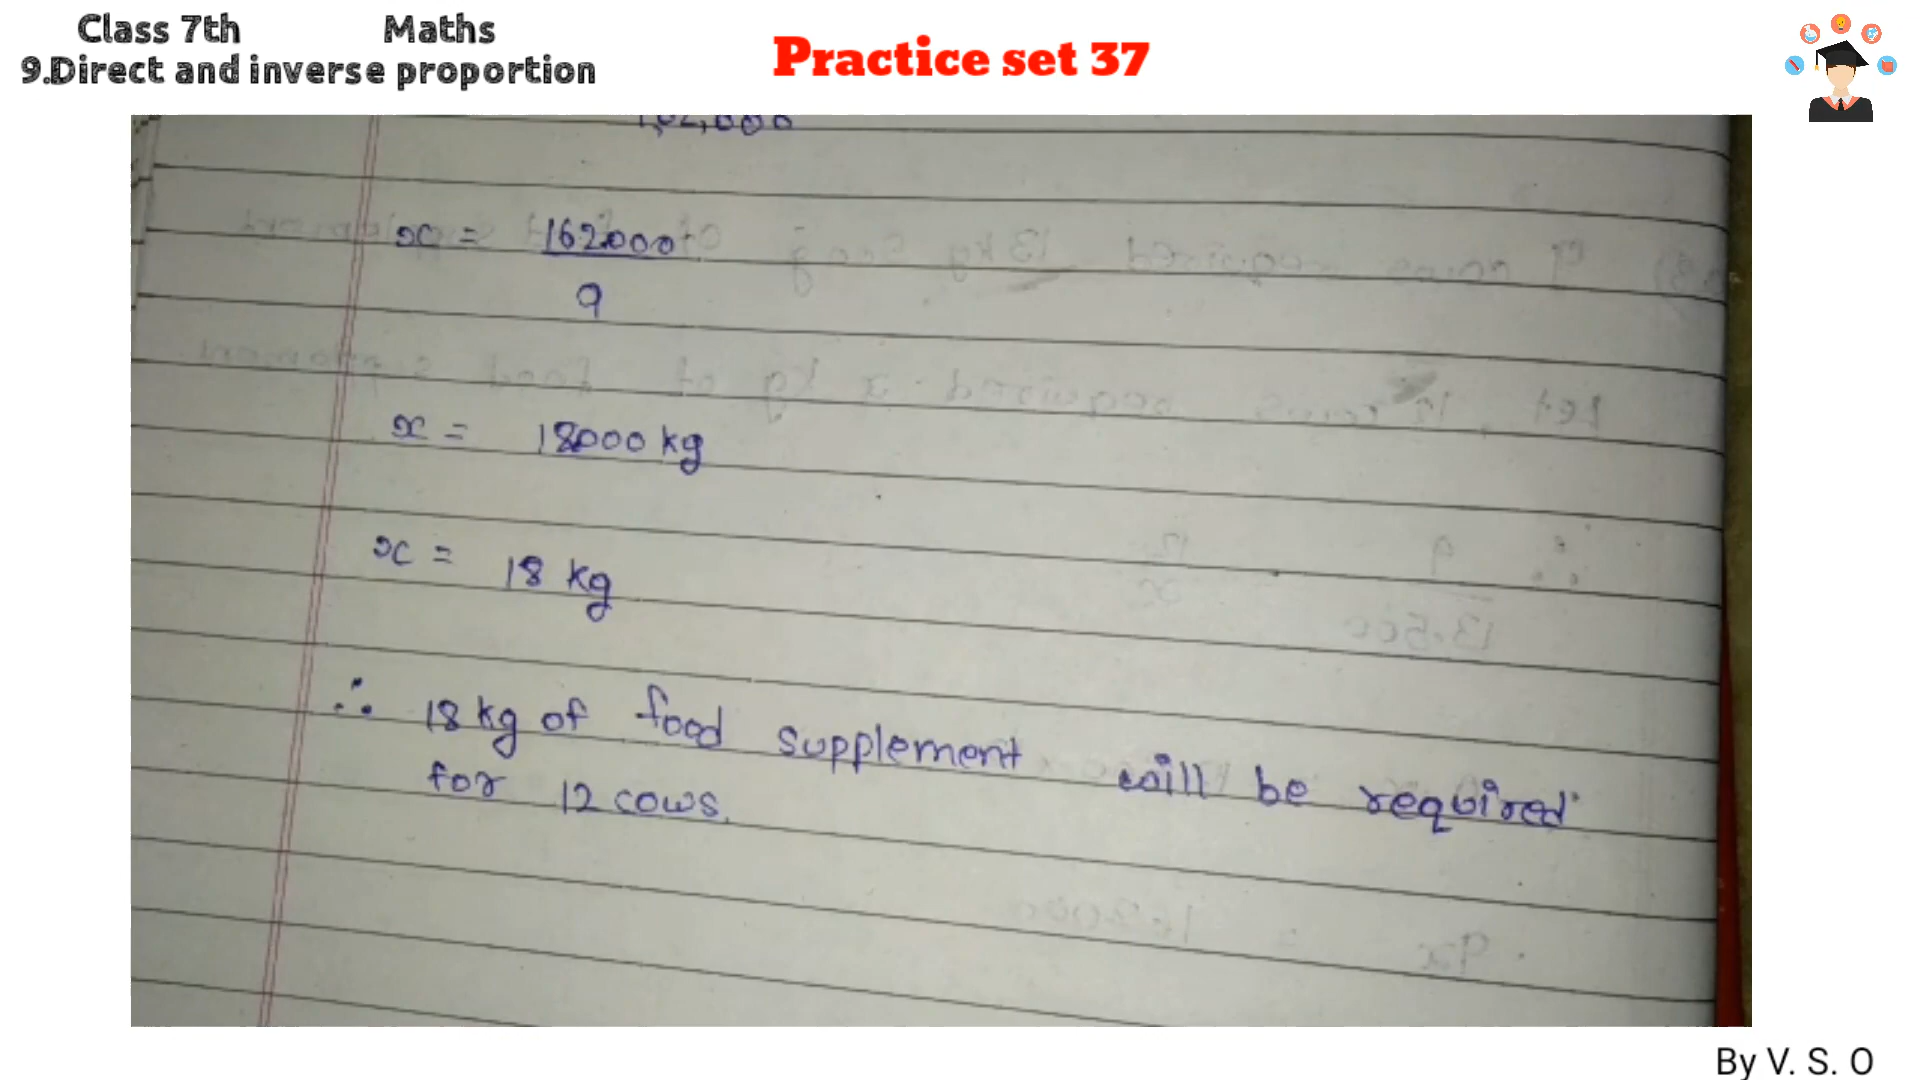 Class 7th Maths
9.Direct and inverse proportion
Practice set 37
x = 162000
9
x = 18000 kg
x = 18 kg
∴ 18 kg of food supplement will be required
for 12 cows.
By V. S. O